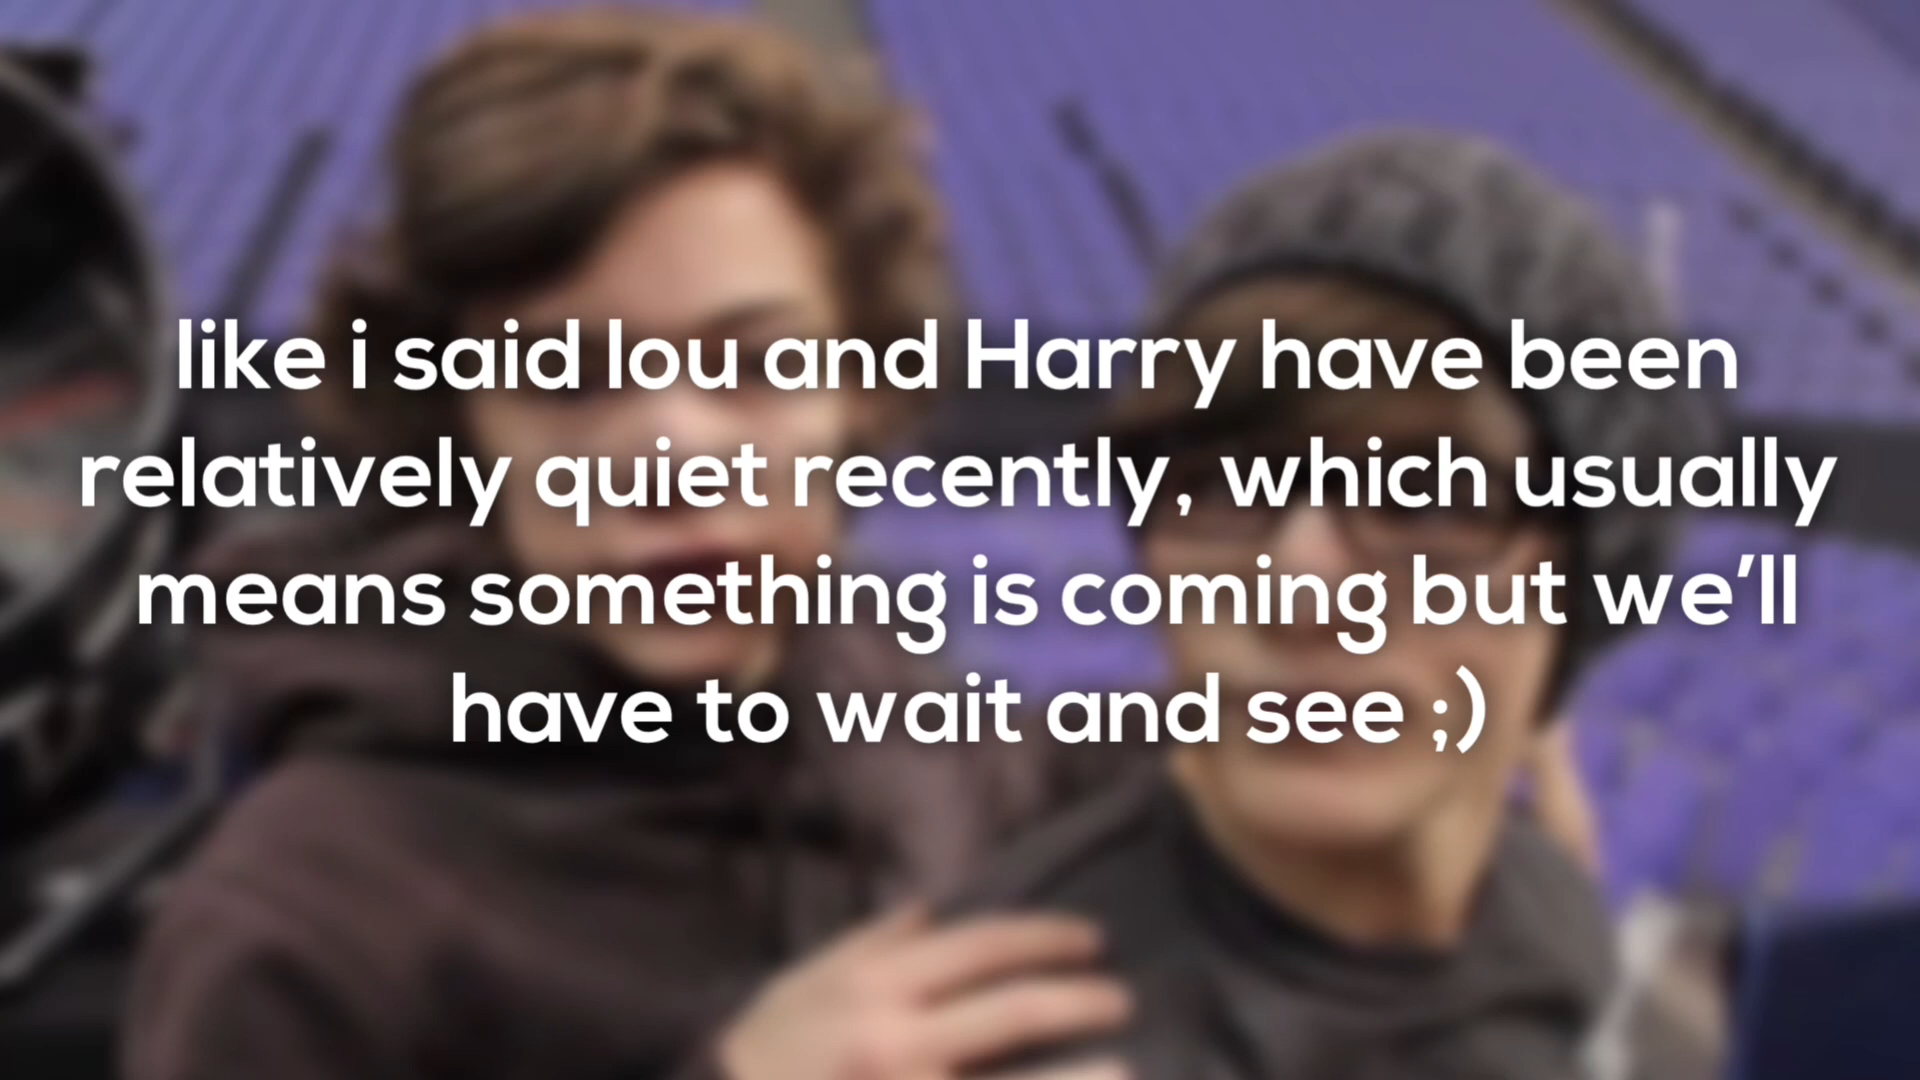 like i said lou and Harry have been
relatively quiet recently, which usually
means something is coming but we’ll
have to wait and see ;)